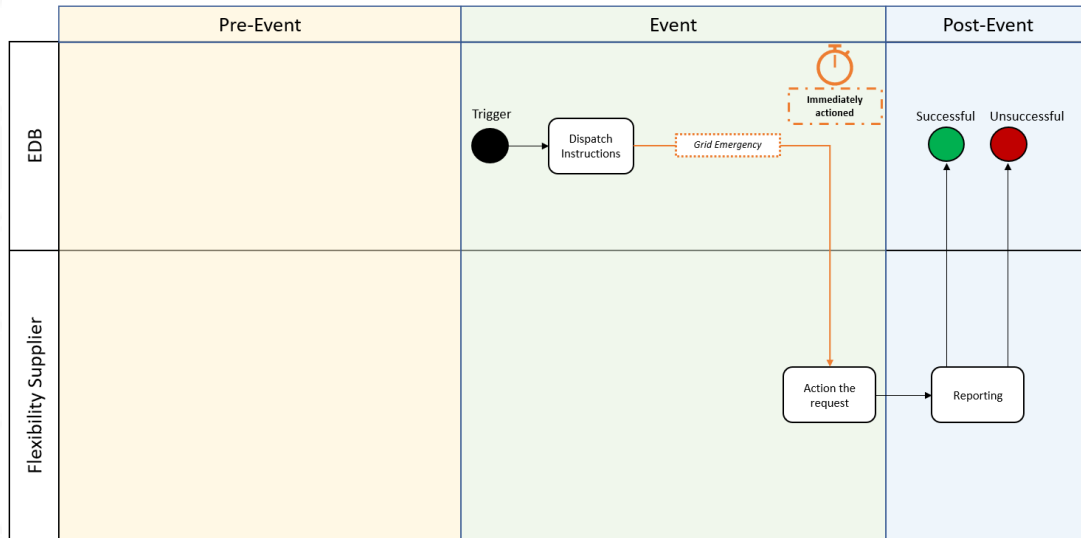 Pre-Event
Event
Post-Event
EDB
Immediately
actioned
Trigger
Successful
Unsuccessful
Dispatch
Instructions
Grid Emergency
Flexibility Supplier
Action the
request
Reporting